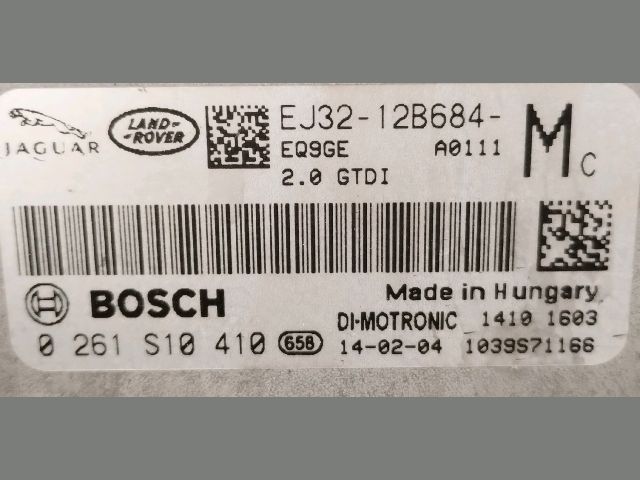 JAGUAR
LAND-
-ROVER
EJ32-12B684- MC
EQ9GE A0111
2.0 GTDI
BOSCH
Made in Hungary
DI-MOTRONIC 1410 1603
0 261 S10 410 658 14-02-04 1039S71166